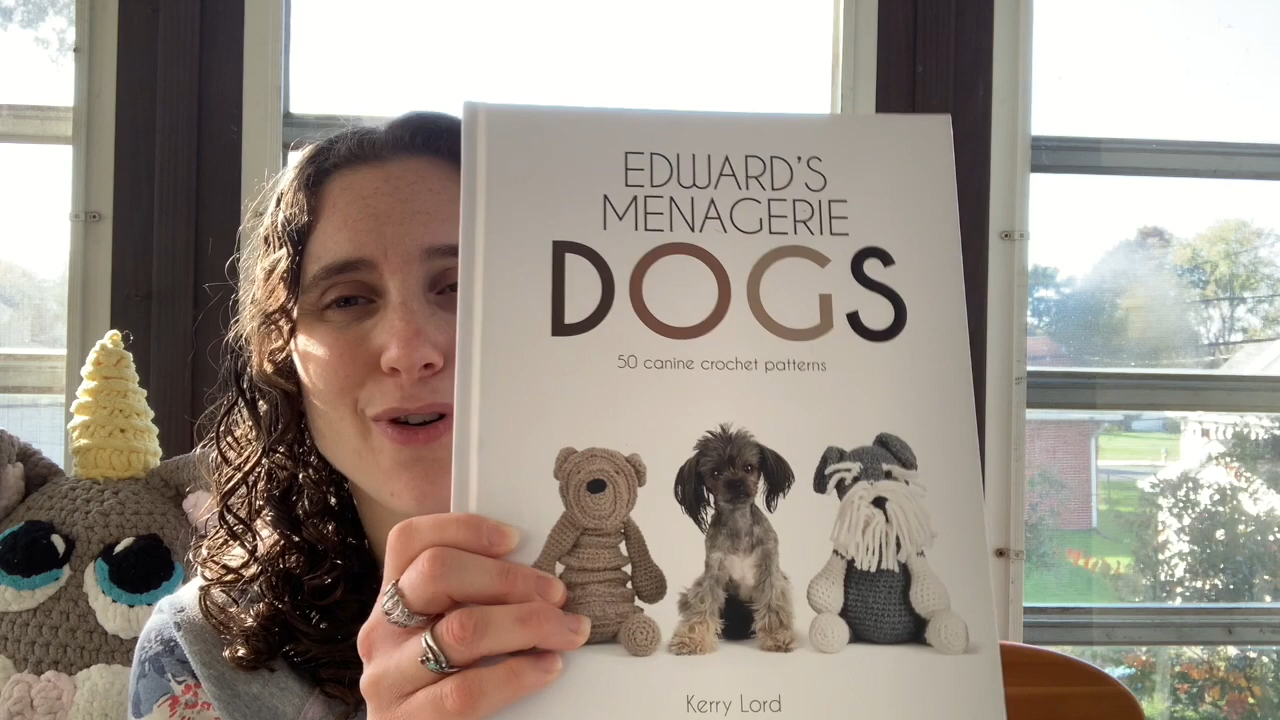 EDWARD'S
MENAGERIE
DOGS
50 canine crochet patterns
Kerry Lord